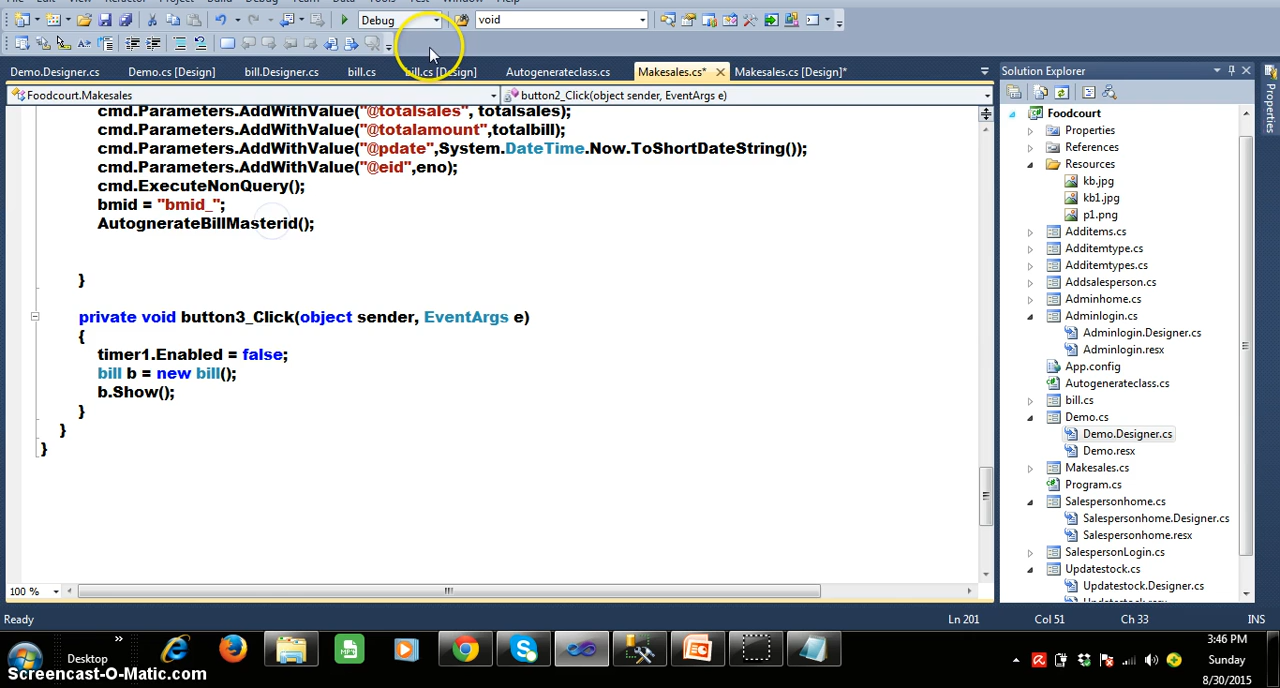 Debug
void
Demo.Designer.cs Demo.cs [Design] bill.Designer.cs bill.cs bill.cs [Design] Autogenerateclass.cs Makesales.cs* Makesales.cs [Design]*
Foodcourt.Makesales button2_Click(object sender, EventArgs e)
cmd.Parameters.AddWithValue("@totalsales", totalsales);
cmd.Parameters.AddWithValue("@totalamount",totalbill);
cmd.Parameters.AddWithValue("@pdate",System.DateTime.Now.ToShortDateString());
cmd.Parameters.AddWithValue("@eid",eno);
cmd.ExecuteNonQuery();
bmid = "bmid_";
AutognerateBillMasterid();
}
private void button3_Click(object sender, EventArgs e)
{
timer1.Enabled = false;
bill b = new bill();
b.Show();
}
}
}
100 %
Solution Explorer
Foodcourt
Properties
References
Resources
kb.jpg
kb1.jpg
p1.png
Additems.cs
Additemtype.cs
Additemtypes.cs
Addsalesperson.cs
Adminhome.cs
Adminlogin.cs
Adminlogin.Designer.cs
Adminlogin.resx
App.config
Autogenerateclass.cs
bill.cs
Demo.cs
Demo.Designer.cs
Demo.resx
Makesales.cs
Program.cs
Salespersonhome.cs
Salespersonhome.Designer.cs
Salespersonhome.resx
SalespersonLogin.cs
Updatestock.cs
Updatestock.Designer.cs
Properties
Ready Ln 201 Col 51 Ch 33 INS
Desktop
3:46 PM
Sunday
8/30/2015
Screencast-O-Matic.com